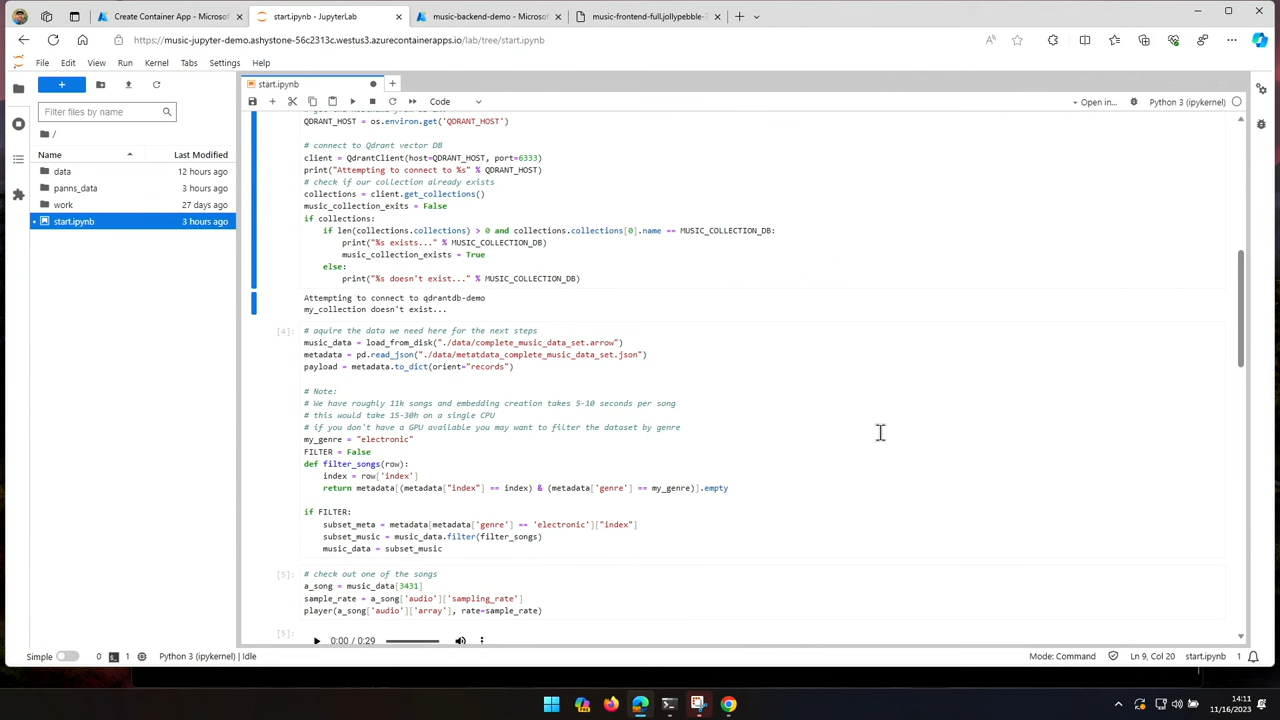 Create Container App - Microsoft
start.ipynb - JupyterLab
music-backend-demo - Microsoft
music-frontend-full.jollypebble-
https://music-jupyter-demo.ashystone-56c2313c.westus3.azurecontainerapps.io/lab/tree/start.ipynb
File Edit View Run Kernel Tabs Settings Help
start.ipynb
Code
Open in...
Python 3 (ipykernel)
Filter files by name
/
Name Last Modified
data 12 hours ago
panns_data 3 hours ago
work 27 days ago
start.ipynb 3 hours ago
QDRANT_HOST = os.environ.get('QDRANT_HOST')
# connect to Qdrant vector DB
client = QdrantClient(host=QDRANT_HOST, port=6333)
print("Attempting to connect to %s" % QDRANT_HOST)
# check if our collection already exists
collections = client.get_collections()
music_collection_exits = False
if collections:
if len(collections.collections) > 0 and collections.collections[0].name == MUSIC_COLLECTION_DB:
print("%s exists..." % MUSIC_COLLECTION_DB)
music_collection_exists = True
else:
print("%s doesn't exist..." % MUSIC_COLLECTION_DB)
Attempting to connect to qdrantdb-demo
my_collection doesn't exist...
[4]:
# aquire the data we need here for the next steps
music_data = load_from_disk("./data/complete_music_data_set.arrow")
metadata = pd.read_json("./data/metatdata_complete_music_data_set.json")
payload = metadata.to_dict(orient="records")
# Note:
# We have roughly 11k songs and embedding creation takes 5-10 seconds per song
# this would take 15-30h on a single CPU
# if you don't have a GPU available you may want to filter the dataset by genre
my_genre = "electronic"
FILTER = False
def filter_songs(row):
index = row['index']
return metadata[(metadata["index"] == index) & (metadata['genre'] == my_genre)].empty
if FILTER:
subset_meta = metadata[metadata['genre'] == 'electronic']["index"]
subset_music = music_data.filter(filter_songs)
music_data = subset_music
[5]:
# check out one of the songs
a_song = music_data[3431]
sample_rate = a_song['audio']['sampling_rate']
player(a_song['audio']['array'], rate=sample_rate)
[5]:
0:00 / 0:29
Simple 0 1 Python 3 (ipykernel) | Idle Mode: Command Ln 9, Col 20 start.ipynb 1
14:11
11/16/2023